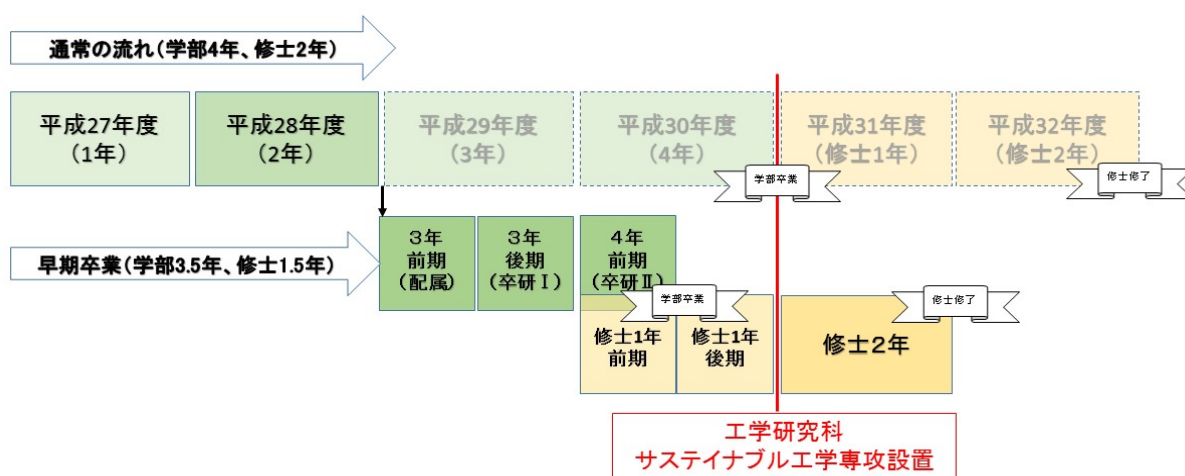 通常の流れ(学部4年、修士2年)
平成27年度
(1年)
平成28年度
(2年)
平成29年度
(3年)
平成30年度
(4年)
平成31年度
(修士1年)
平成32年度
(修士2年)
学部卒業
修士修了
早期卒業(学部3.5年、修士1.5年)
3年
前期
(配属)
3年
後期
(卒研Ⅰ)
4年
前期
(卒研Ⅱ)
学部卒業
修士修了
修士1年
前期
修士1年
後期
修士2年
工学研究科
サステイナブル工学専攻設置